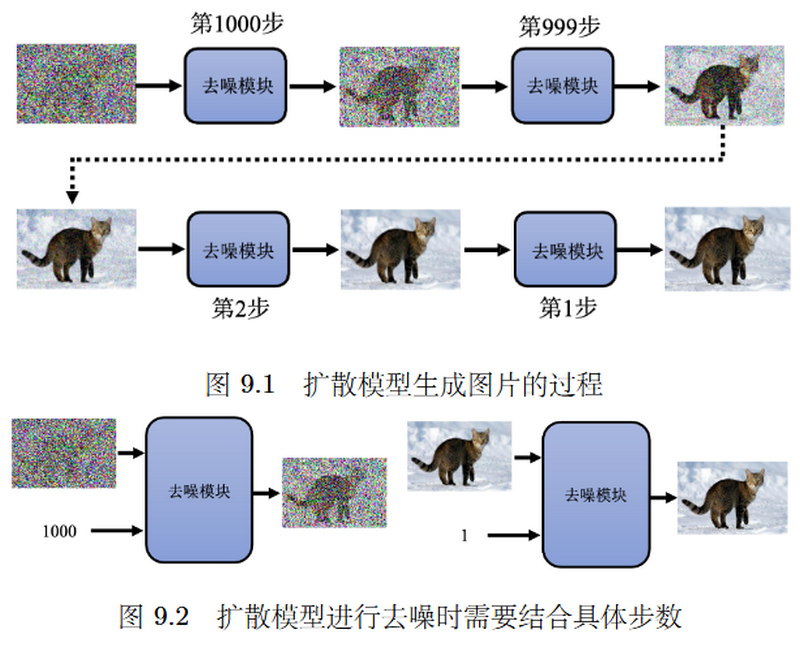 第1000步
第999步
去噪模块
去噪模块
去噪模块
去噪模块
第2步
第1步
图 9.1 扩散模型生成图片的过程
去噪模块
去噪模块
1000
1
图 9.2 扩散模型进行去噪时需要结合具体步数